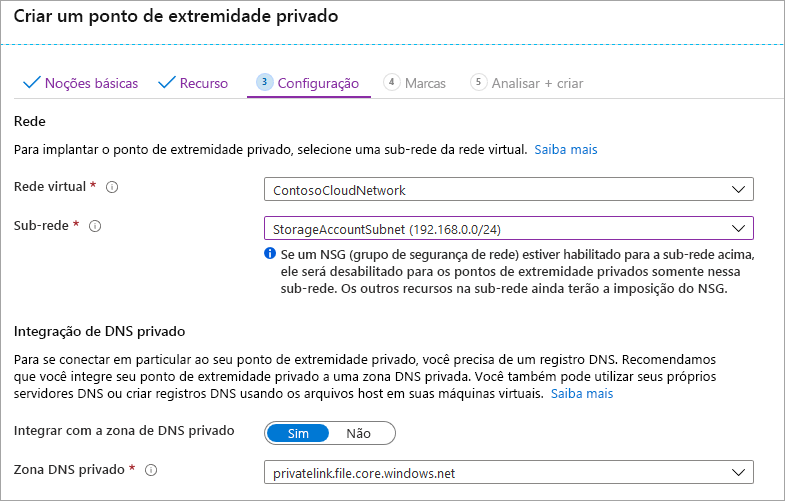 Criar um ponto de extremidade privado
Noções básicas Recurso 3 Configuração 4 Marcas 5 Analisar + criar
Rede
Para implantar o ponto de extremidade privado, selecione uma sub-rede da rede virtual. Saiba mais
Rede virtual * ContosoCloudNetwork
Sub-rede * StorageAccountSubnet (192.168.0.0/24)
Se um NSG (grupo de segurança de rede) estiver habilitado para a sub-rede acima,
ele será desabilitado para os pontos de extremidade privados somente nessa
sub-rede. Os outros recursos na sub-rede ainda terão a imposição do NSG.
Integração de DNS privado
Para se conectar em particular ao seu ponto de extremidade privado, você precisa de um registro DNS. Recomendamos
que você integre seu ponto de extremidade privado a uma zona DNS privada. Você também pode utilizar seus próprios
servidores DNS ou criar registros DNS usando os arquivos host em suas máquinas virtuais. Saiba mais
Integrar com a zona de DNS privado Sim Não
Zona DNS privado * privatelink.file.core.windows.net